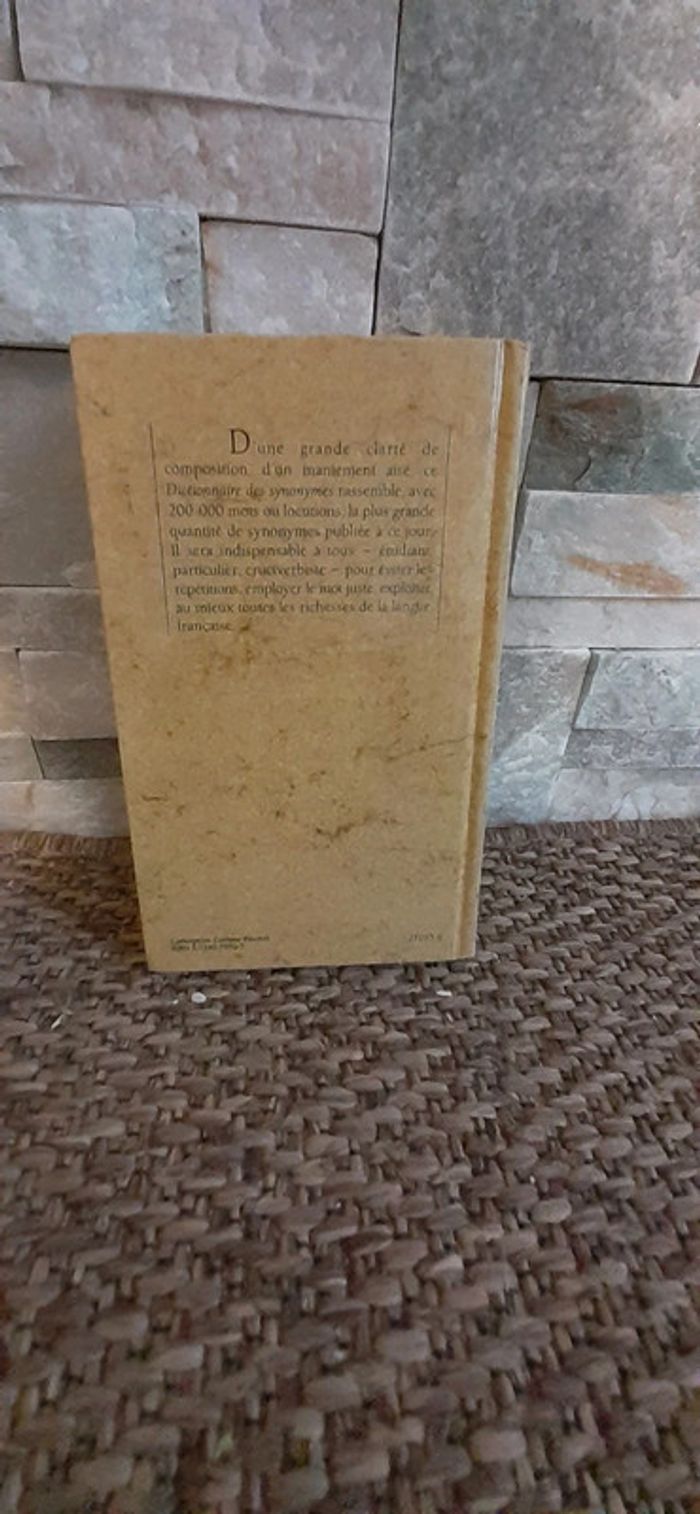 D'une grande clarté de
composition, d'un maniement aisé, ce
Dictionnaire des synonymes rassemble, avec
200 000 mots ou locutions, la plus grande
quantité de synonymes publiée à ce jour.
Il sera indispensable à tous – étudiant,
particulier, cruciverbiste – pour éviter les
répétitions, employer le mot juste, exploiter
au mieux toutes les richesses de la langue
française.